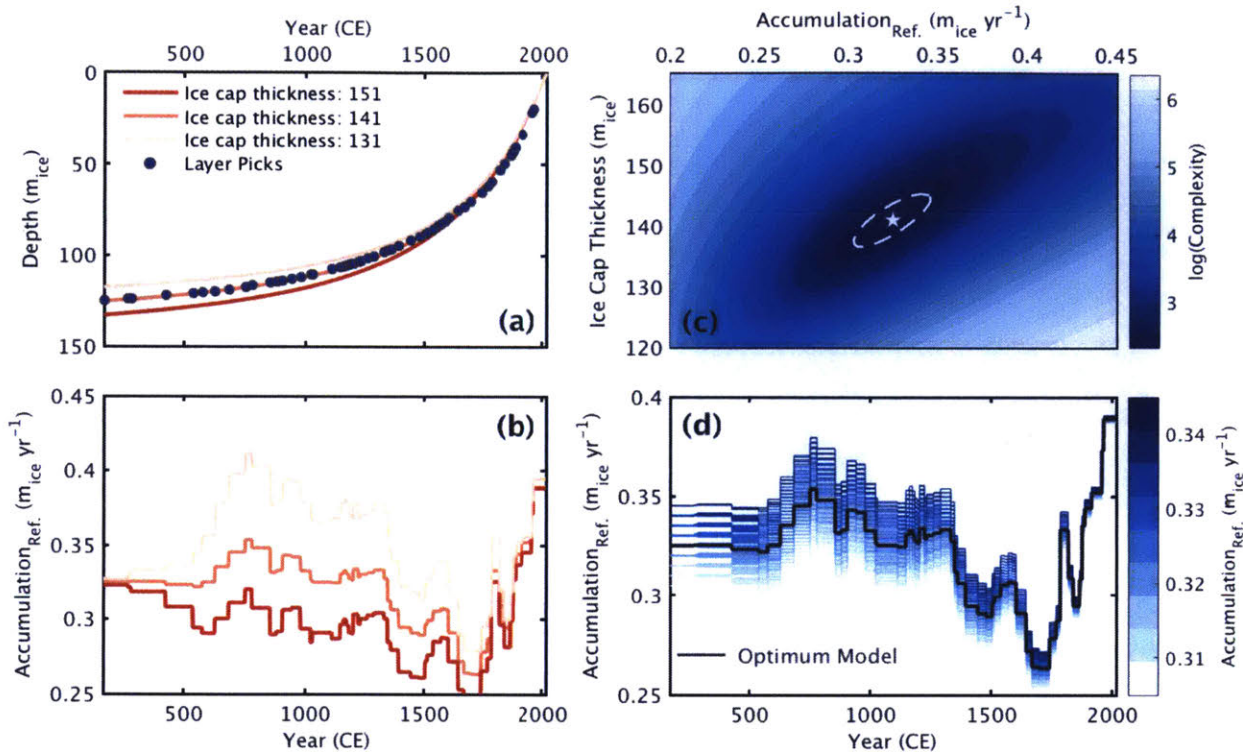 Year (CE)
500 1000 1500 2000
0
50
100
150
Depth (m_ice)
Ice cap thickness: 151
Ice cap thickness: 141
Ice cap thickness: 131
Layer Picks
(a)
Accumulation_Ref. (m_ice yr⁻¹)
0.2 0.25 0.3 0.35 0.4 0.45
160
150
140
130
120
Ice Cap Thickness (m_ice)
(c)
6
5
4
3
log(Complexity)
0.45
0.4
0.35
0.3
0.25
Accumulation_Ref. (m_ice yr⁻¹)
(b)
500 1000 1500 2000
Year (CE)
0.4
0.35
0.3
0.25
Accumulation_Ref. (m_ice yr⁻¹)
(d)
Optimum Model
500 1000 1500 2000
Year (CE)
0.34
0.33
0.32
0.31
Accumulation_Ref. (m_ice yr⁻¹)